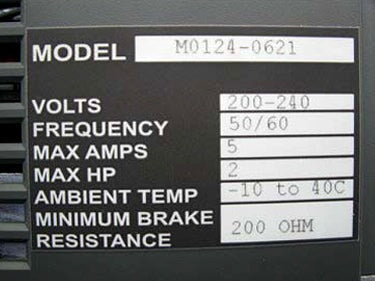 MODEL M0124-0621
VOLTS 200-240
FREQUENCY 50/60
MAX AMPS 5
MAX HP 2
AMBIENT TEMP -10 to 40C
MINIMUM BRAKE
RESISTANCE 200 OHM